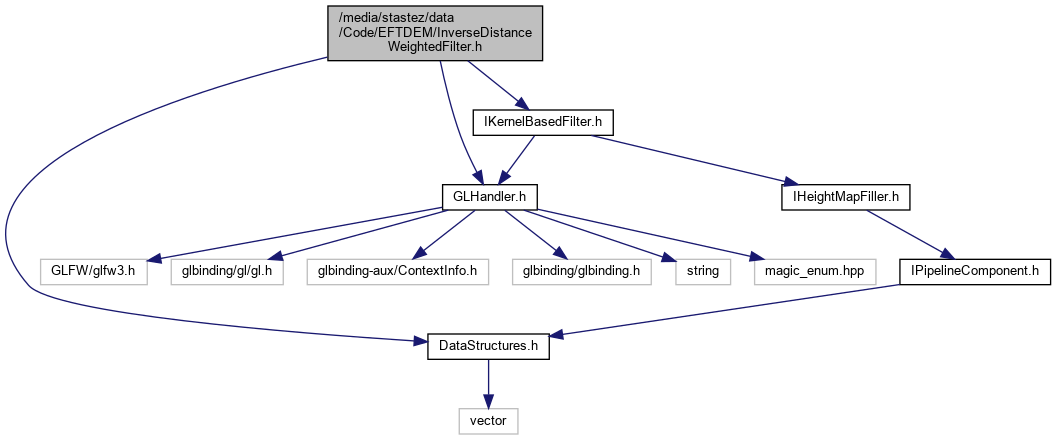 /media/stastez/data
/Code/EFTDEM/InverseDistance
WeightedFilter.h
IKernelBasedFilter.h
GLHandler.h
IHeightMapFiller.h
GLFW/glfw3.h
glbinding/gl/gl.h
glbinding-aux/ContextInfo.h
glbinding/glbinding.h
string
magic_enum.hpp
IPipelineComponent.h
DataStructures.h
vector